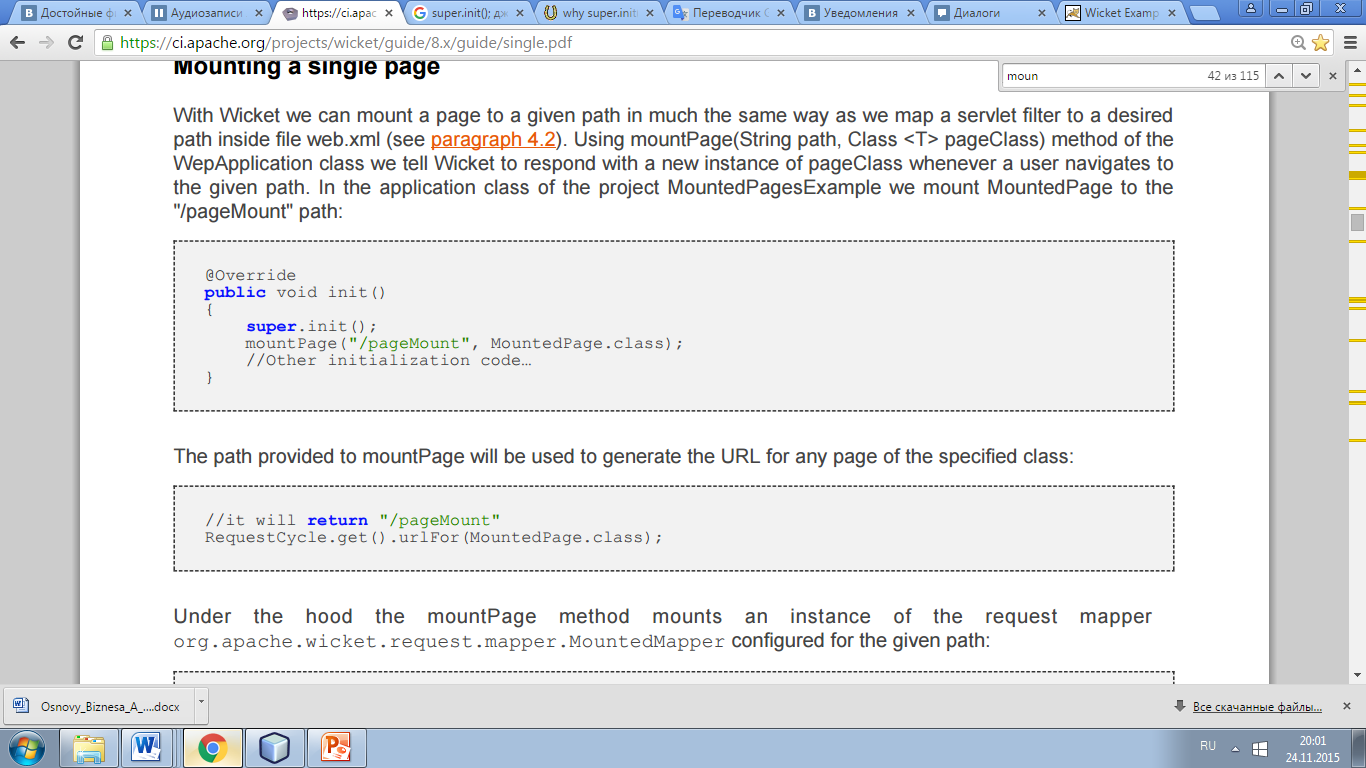 Достойные ф
Аудиозаписи
https://ci.apac
super.init(); дж
why super.init
Переводчик G
Уведомления
Диалоги
Wicket Examp
https://ci.apache.org/projects/wicket/guide/8.x/guide/single.pdf
moun 42 из 115
Mounting a single page
With Wicket we can mount a page to a given path in much the same way as we map a servlet filter to a desired
path inside file web.xml (see paragraph 4.2). Using mountPage(String path, Class <T> pageClass) method of the
WepApplication class we tell Wicket to respond with a new instance of pageClass whenever a user navigates to
the given path. In the application class of the project MountedPagesExample we mount MountedPage to the
"/pageMount" path:
@Override
public void init()
{
super.init();
mountPage("/pageMount", MountedPage.class);
//Other initialization code…
}
The path provided to mountPage will be used to generate the URL for any page of the specified class:
//it will return "/pageMount"
RequestCycle.get().urlFor(MountedPage.class);
Under the hood the mountPage method mounts an instance of the request mapper
org.apache.wicket.request.mapper.MountedMapper configured for the given path:
Osnovy_Biznesa_A_....docx
Все скачанные файлы...
RU
20:01
24.11.2015